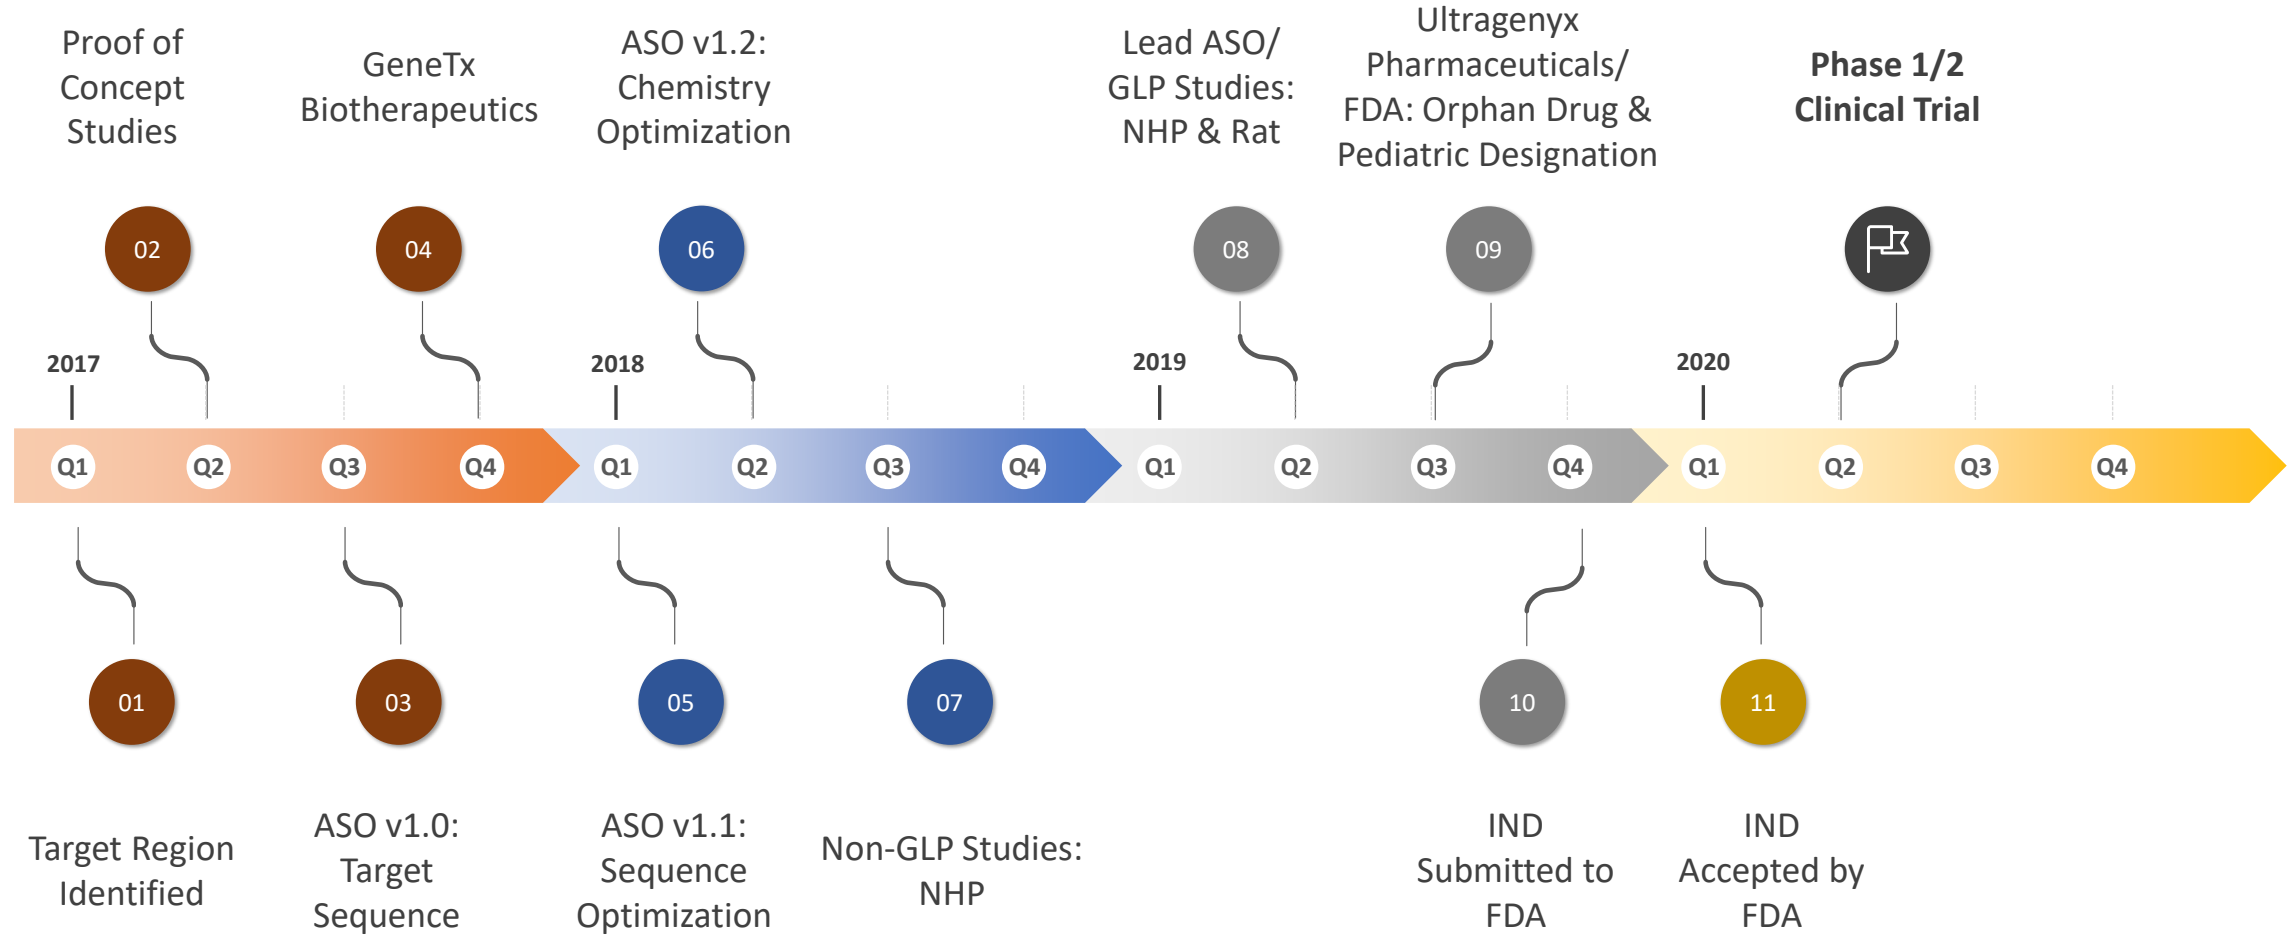 Proof of
Concept
Studies
GeneTx
Biotherapeutics
ASO v1.2:
Chemistry
Optimization
Lead ASO/
GLP Studies:
NHP & Rat
Ultragenyx
Pharmaceuticals/
FDA: Orphan Drug &
Pediatric Designation
Phase 1/2
Clinical Trial
02
04
06
08
09
2017
2018
2019
2020
Q1
Q2
Q3
Q4
Q1
Q2
Q3
Q4
Q1
Q2
Q3
Q4
Q1
Q2
Q3
Q4
01
03
05
07
10
11
Target Region
Identified
ASO v1.0:
Target
Sequence
ASO v1.1:
Sequence
Optimization
Non-GLP Studies:
NHP
IND
Submitted to
FDA
IND
Accepted by
FDA